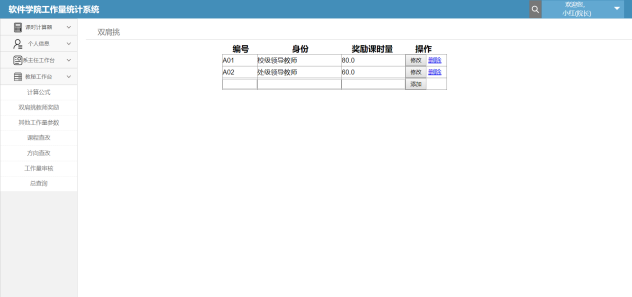 软件学院工作量统计系统
欢迎您,
小红(院长)
课时计算器
个人信息
系主任工作台
教秘工作台
计算公式
双肩挑教师奖励
其他工作量参数
课程查改
方向查改
工作量审核
总查阅
双肩挑
编号 身份 奖励课时量 操作
A01 校级领导教师 80.0 修改 删除
A02 处级领导教师 60.0 修改 删除
添加